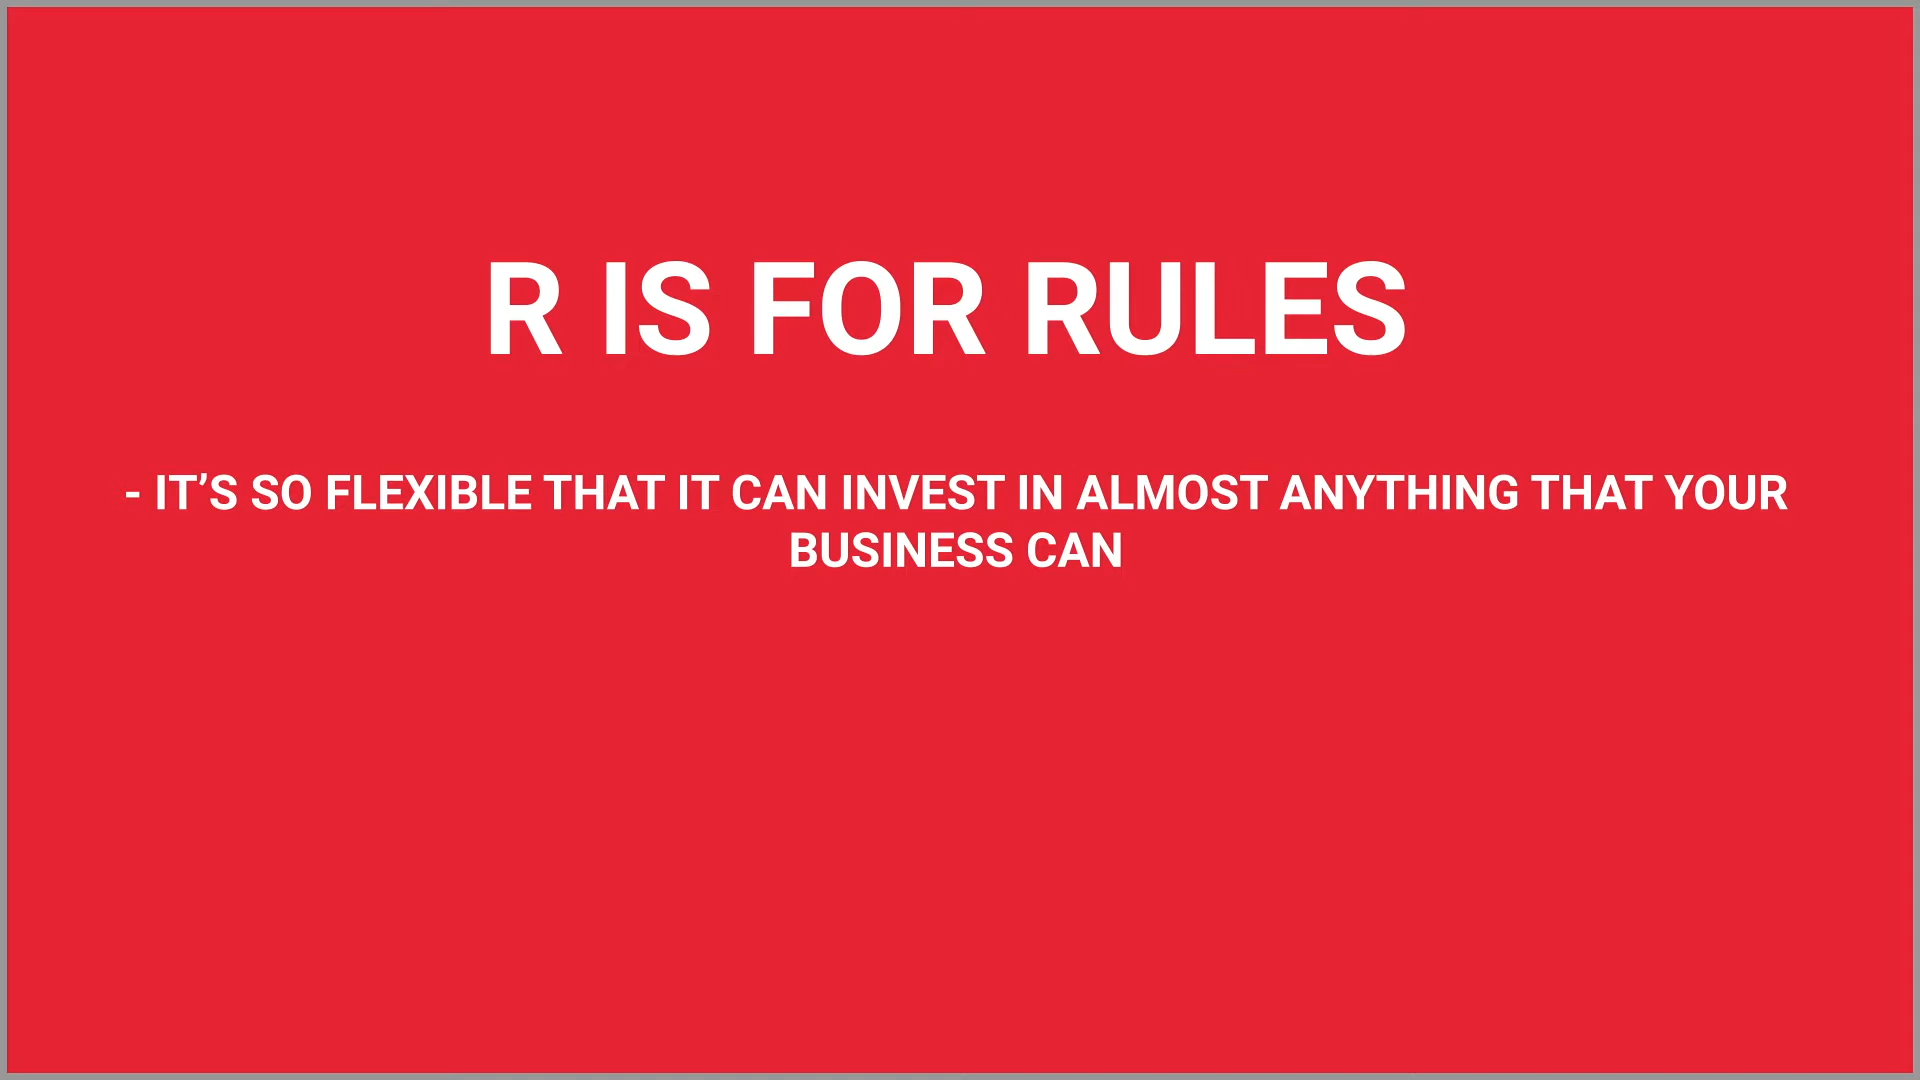 R IS FOR RULES
- IT’S SO FLEXIBLE THAT IT CAN INVEST IN ALMOST ANYTHING THAT YOUR
BUSINESS CAN